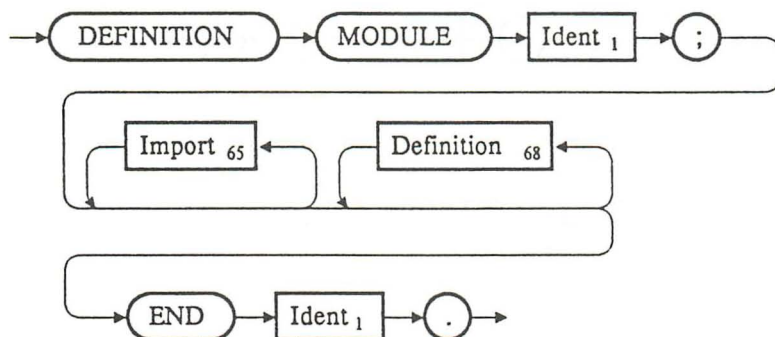 DEFINITION MODULE Ident 1 ;
Import 65 Definition 68
END Ident 1 .